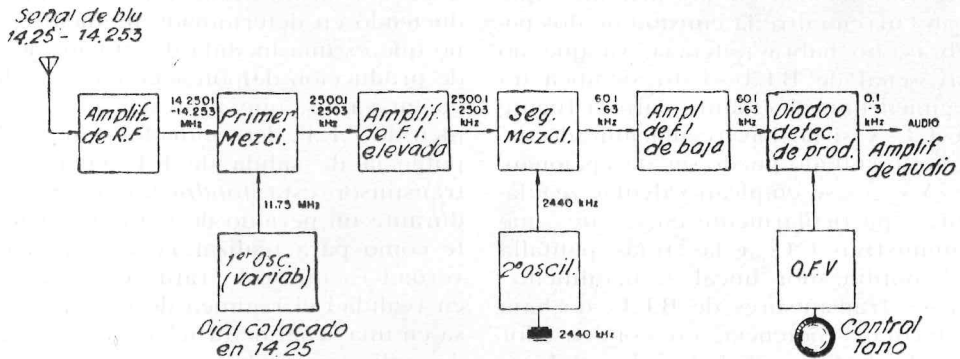 Señal de blu
14.25 - 14.253
Amplif.
de R.F.
14.2501
-14.253
MHz
Primer
Mezcl.
2500.1
- 2503
kHz
Amplif.
de F.I.
elevada
2500.1
- 2503
kHz
Seg.
Mezcl.
60.1
- 63
kHz
Ampl
de F.I
de baja
60.1
- 63
kHz
Diodo o
detec.
de prod.
0.1
- 3
kHz
AUDIO
Amplif
de audio
11.75 MHz
2440 kHz
1er Osc.
(variab)
2º oscil.
O.F.V
Dial colocado
en 14.25
2440 kHz
Control
Tono